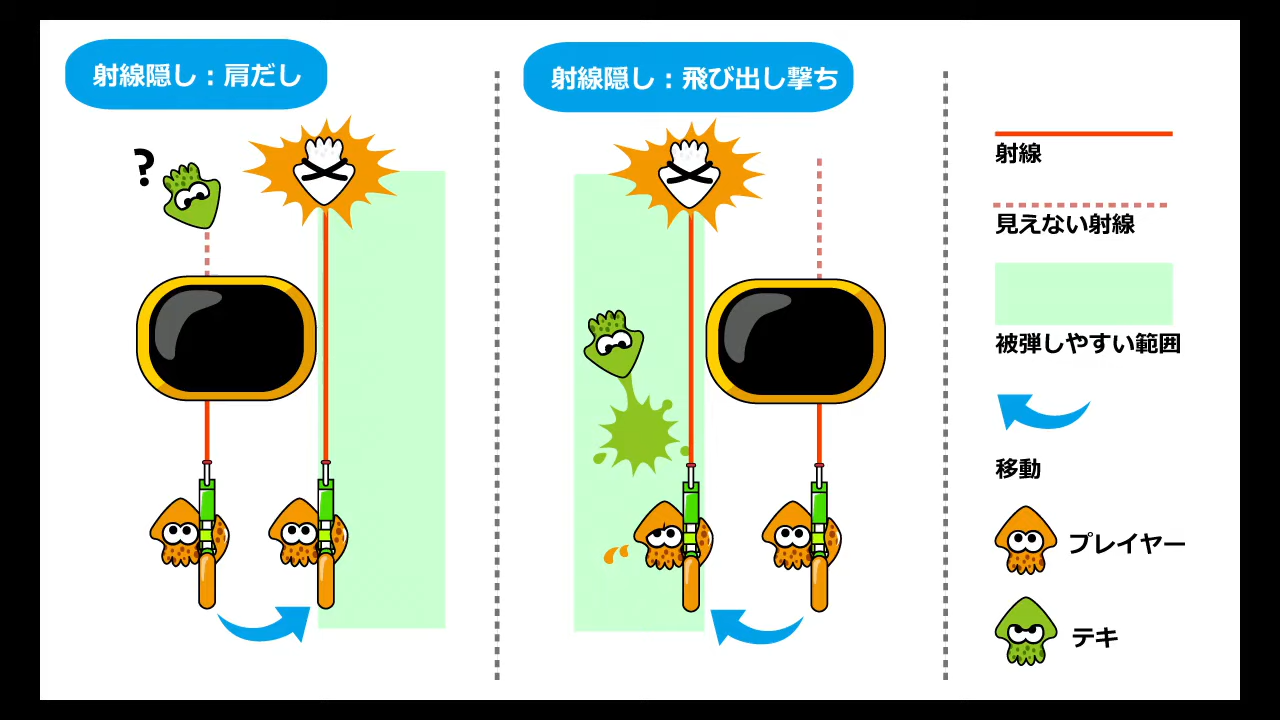 射線隠し：肩だし
射線隠し：飛び出し撃ち
?
射線
見えない射線
被弾しやすい範囲
移動
プレイヤー
テキ